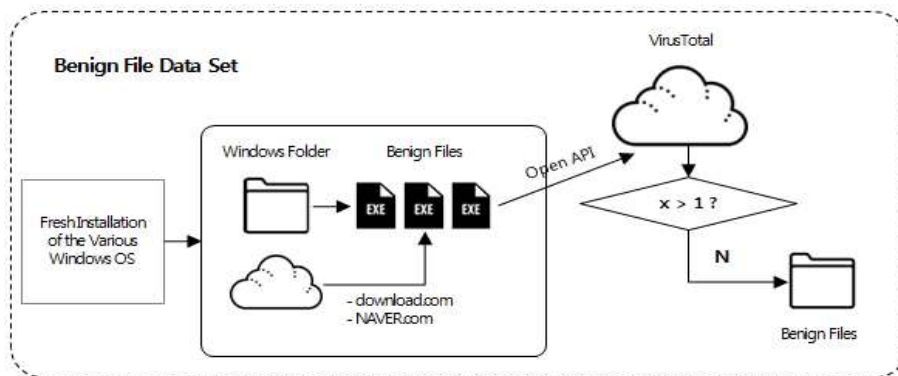 Benign File Data Set
VirusTotal
Windows Folder
Benign Files
Open API
EXE
EXE
EXE
x > 1 ?
FreshInstallation
of the Various
Windows OS
N
- download.com
- NAVER.com
Benign Files